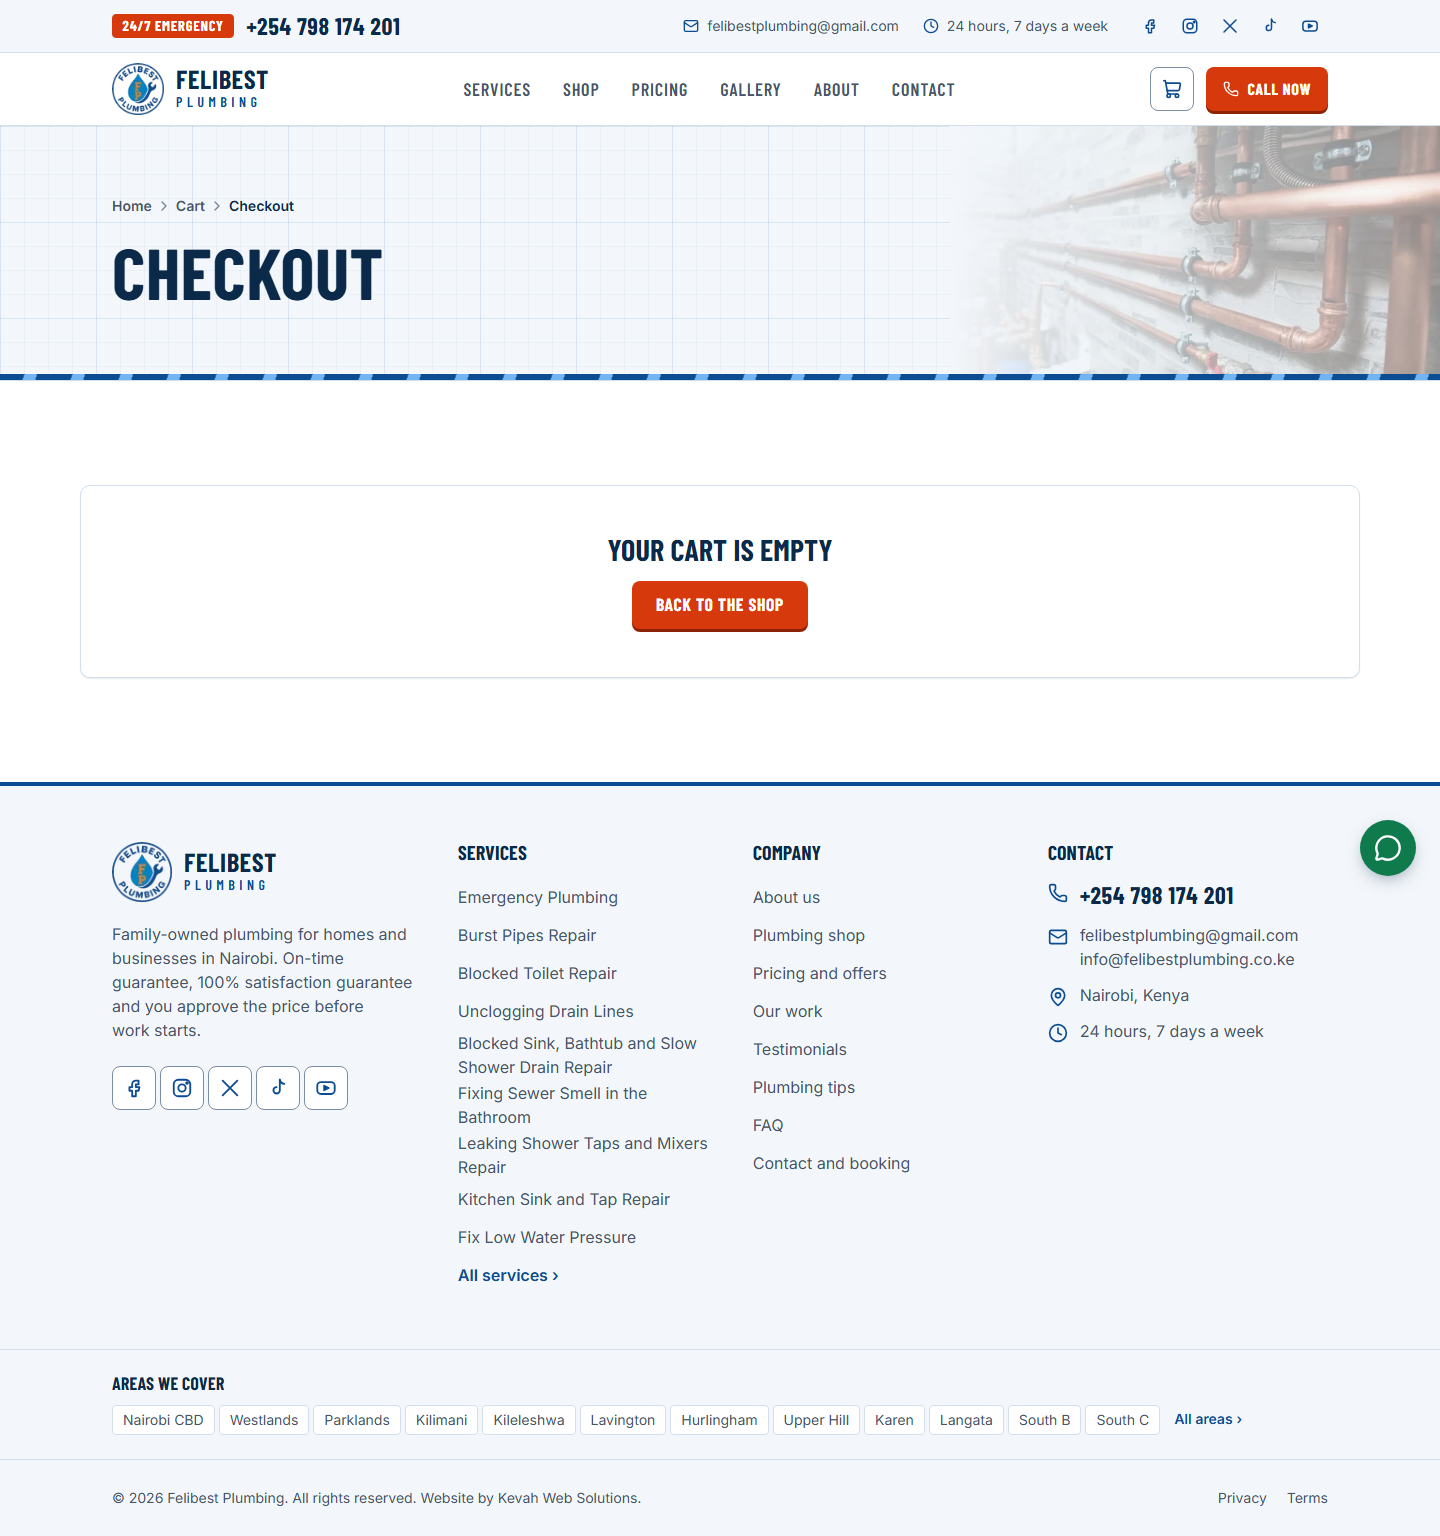 24/7 EMERGENCY +254 798 174 201 felibestplumbing@gmail.com 24 hours, 7 days a week
FELIBEST PLUMBING
FELIBEST
PLUMBING
SERVICES SHOP PRICING GALLERY ABOUT CONTACT
CALL NOW
Home > Cart > Checkout
CHECKOUT
YOUR CART IS EMPTY
BACK TO THE SHOP
FELIBEST PLUMBING
FELIBEST
PLUMBING
Family-owned plumbing for homes and
businesses in Nairobi. On-time
guarantee, 100% satisfaction guarantee
and you approve the price before
work starts.
SERVICES
Emergency Plumbing
Burst Pipes Repair
Blocked Toilet Repair
Unclogging Drain Lines
Blocked Sink, Bathtub and Slow
Shower Drain Repair
Fixing Sewer Smell in the
Bathroom
Leaking Shower Taps and Mixers
Repair
Kitchen Sink and Tap Repair
Fix Low Water Pressure
All services ›
COMPANY
About us
Plumbing shop
Pricing and offers
Our work
Testimonials
Plumbing tips
FAQ
Contact and booking
CONTACT
+254 798 174 201
felibestplumbing@gmail.com
info@felibestplumbing.co.ke
Nairobi, Kenya
24 hours, 7 days a week
AREAS WE COVER
Nairobi CBD Westlands Parklands Kilimani Kileleshwa Lavington Hurlingham Upper Hill Karen Langata South B South C All areas ›
© 2026 Felibest Plumbing. All rights reserved. Website by Kevah Web Solutions. Privacy Terms